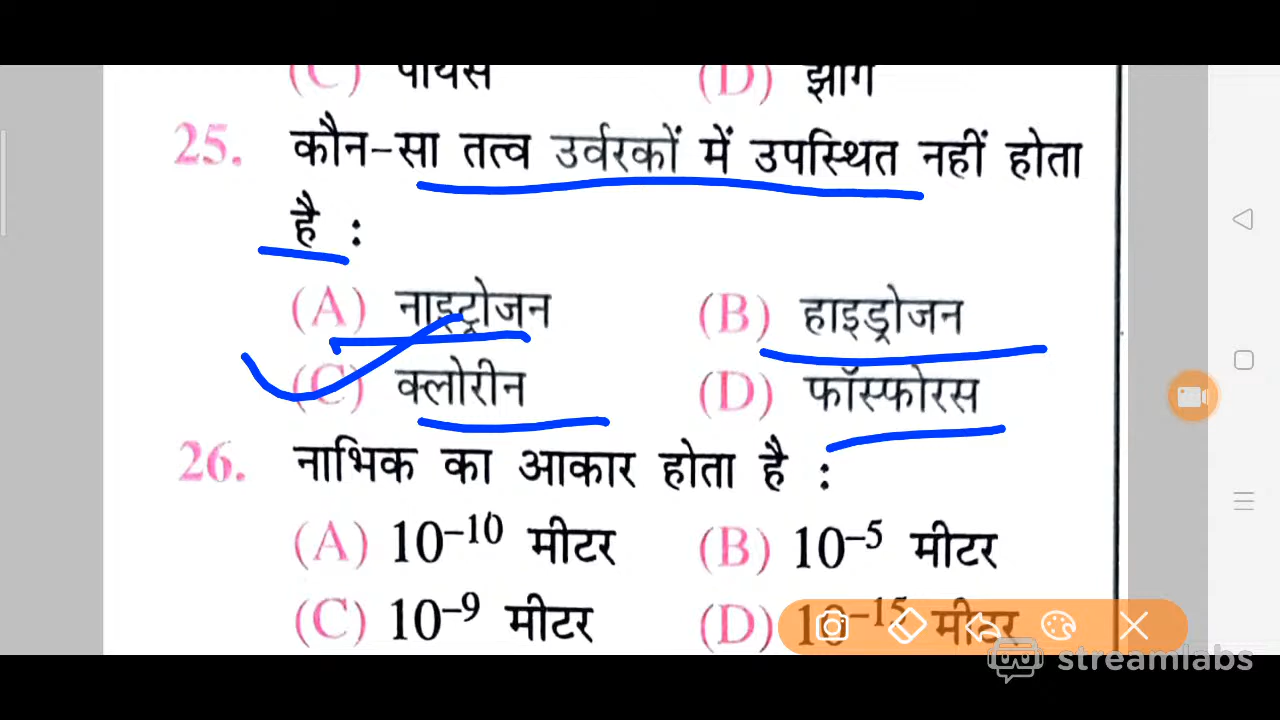 (C) पायस (D) झाग
25. कौन-सा तत्व उर्वरकों में उपस्थित नहीं होता
है :
(A) नाइट्रोजन (B) हाइड्रोजन
(C) क्लोरीन (D) फॉस्फोरस
26. नाभिक का आकार होता है :
(A) 10⁻¹⁰ मीटर (B) 10⁻⁵ मीटर
(C) 10⁻⁹ मीटर (D) 10⁻¹⁵ मीटर
streamlabs